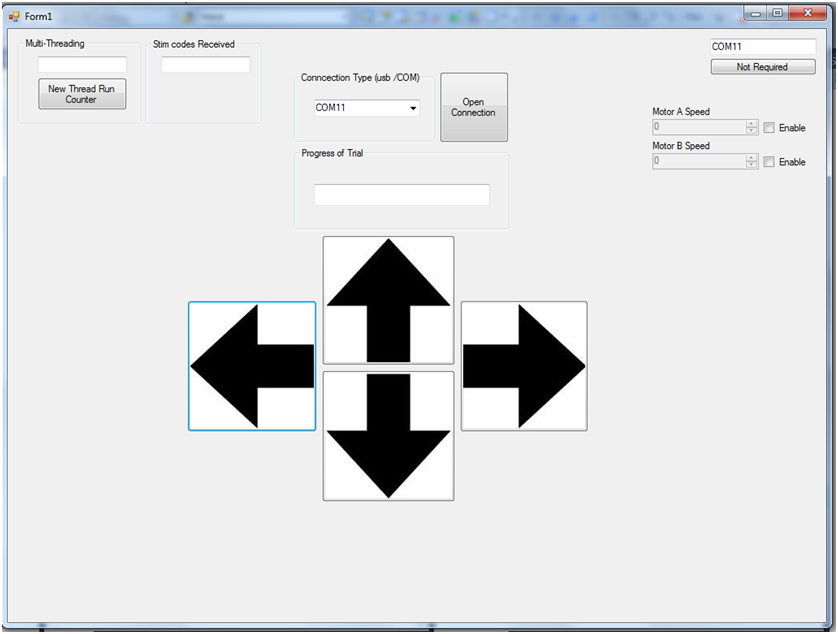 Form1
Multi-Threading
New Thread Run
Counter
Stim codes Received
Conncection Type (usb /COM)
COM11
Open
Connection
Progress of Trial
COM11
Not Required
Motor A Speed
0
Enable
Motor B Speed
0
Enable